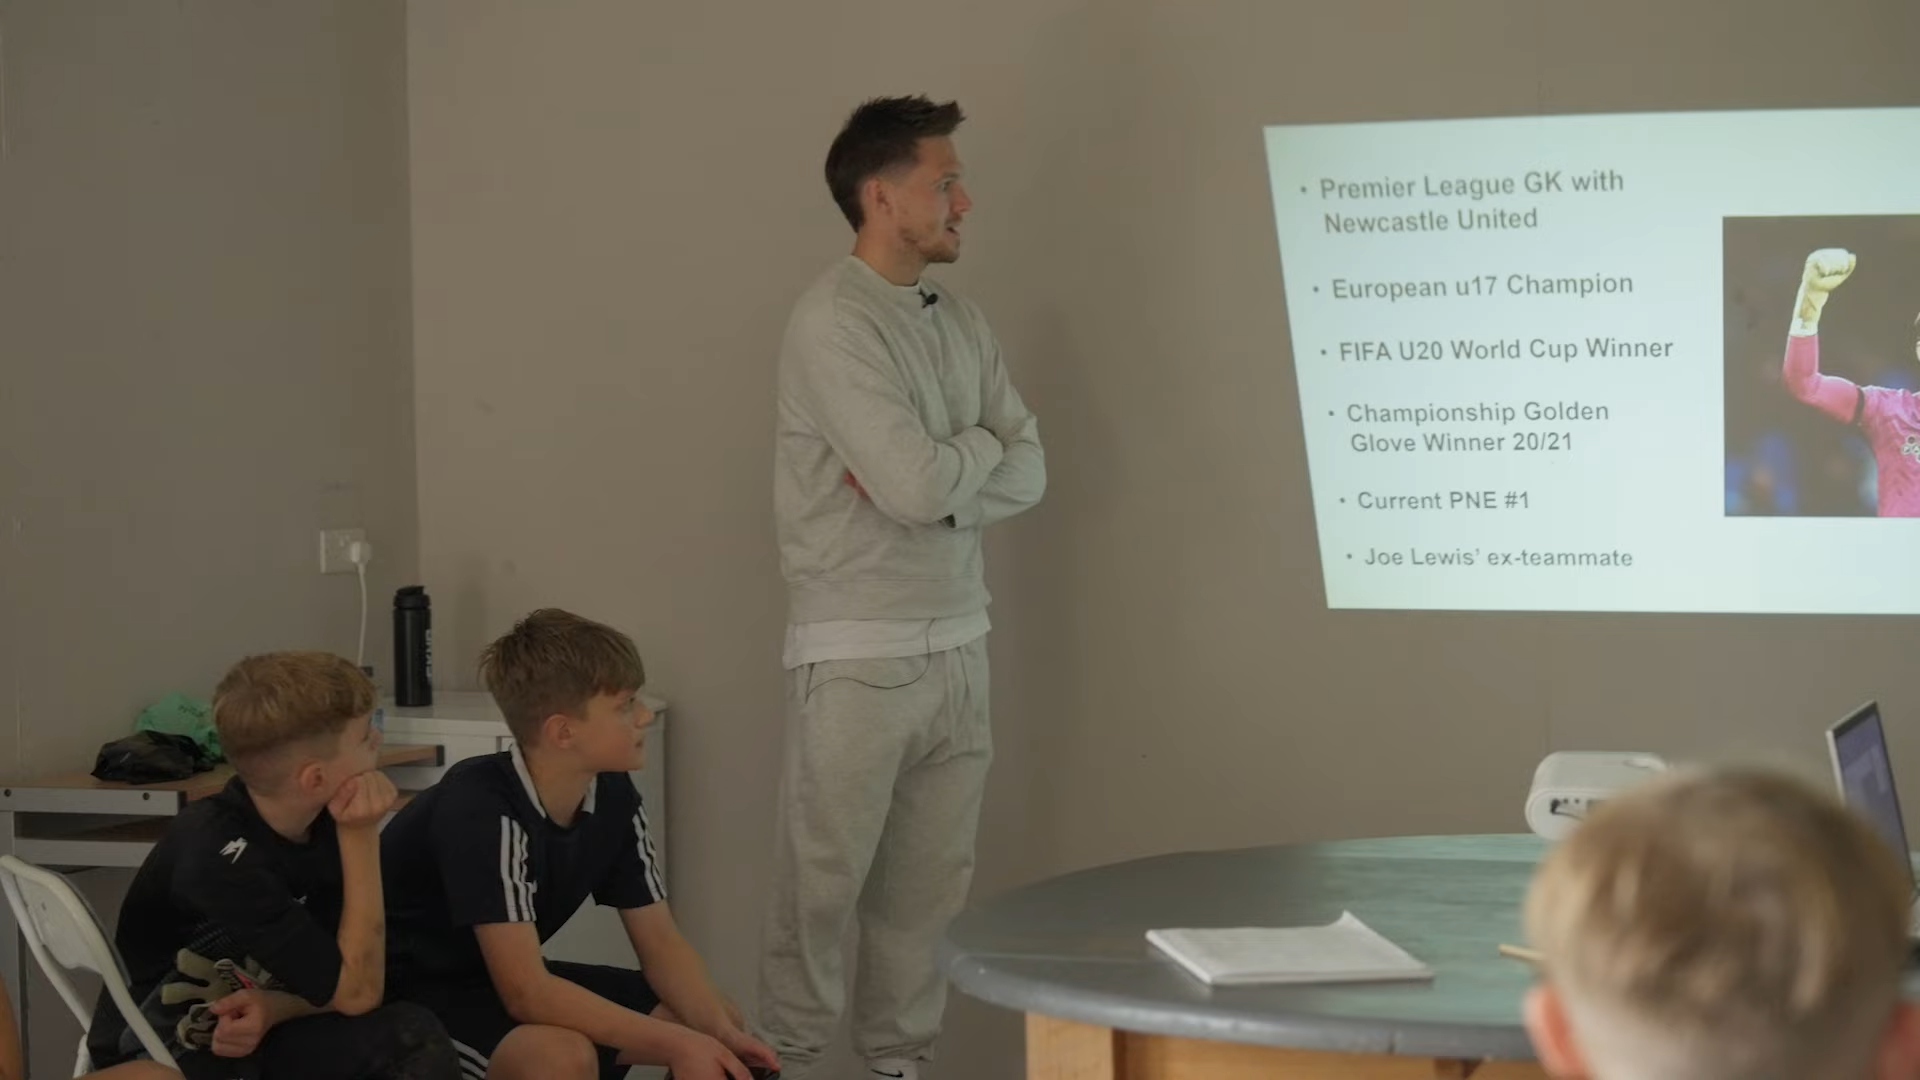 • Premier League GK with
Newcastle United
• European u17 Champion
• FIFA U20 World Cup Winner
• Championship Golden
Glove Winner 20/21
• Current PNE #1
• Joe Lewis' ex-teammate